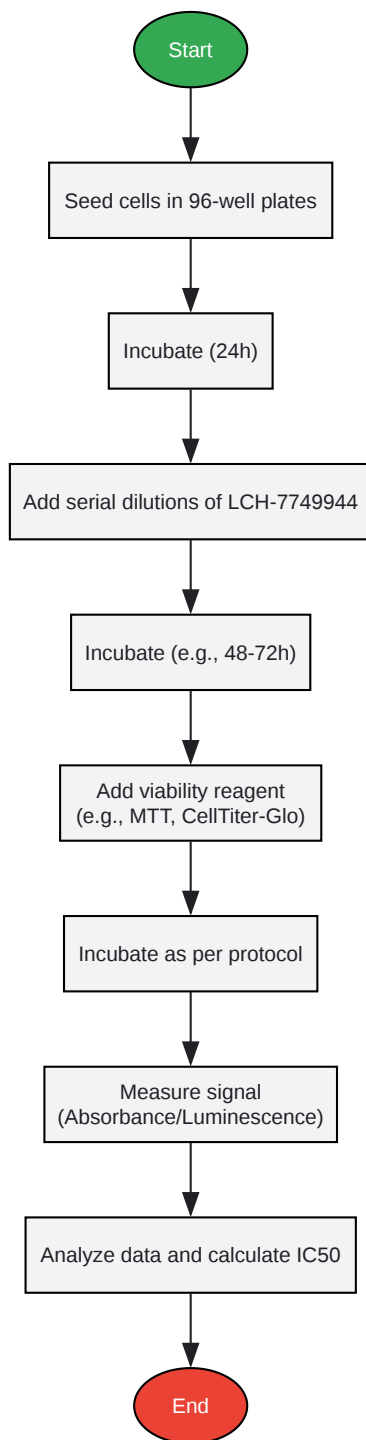 Start
Seed cells in 96-well plates
Incubate (24h)
Add serial dilutions of LCH-7749944
Incubate (e.g., 48-72h)
Add viability reagent
(e.g., MTT, CellTiter-Glo)
Incubate as per protocol
Measure signal
(Absorbance/Luminescence)
Analyze data and calculate IC50
End